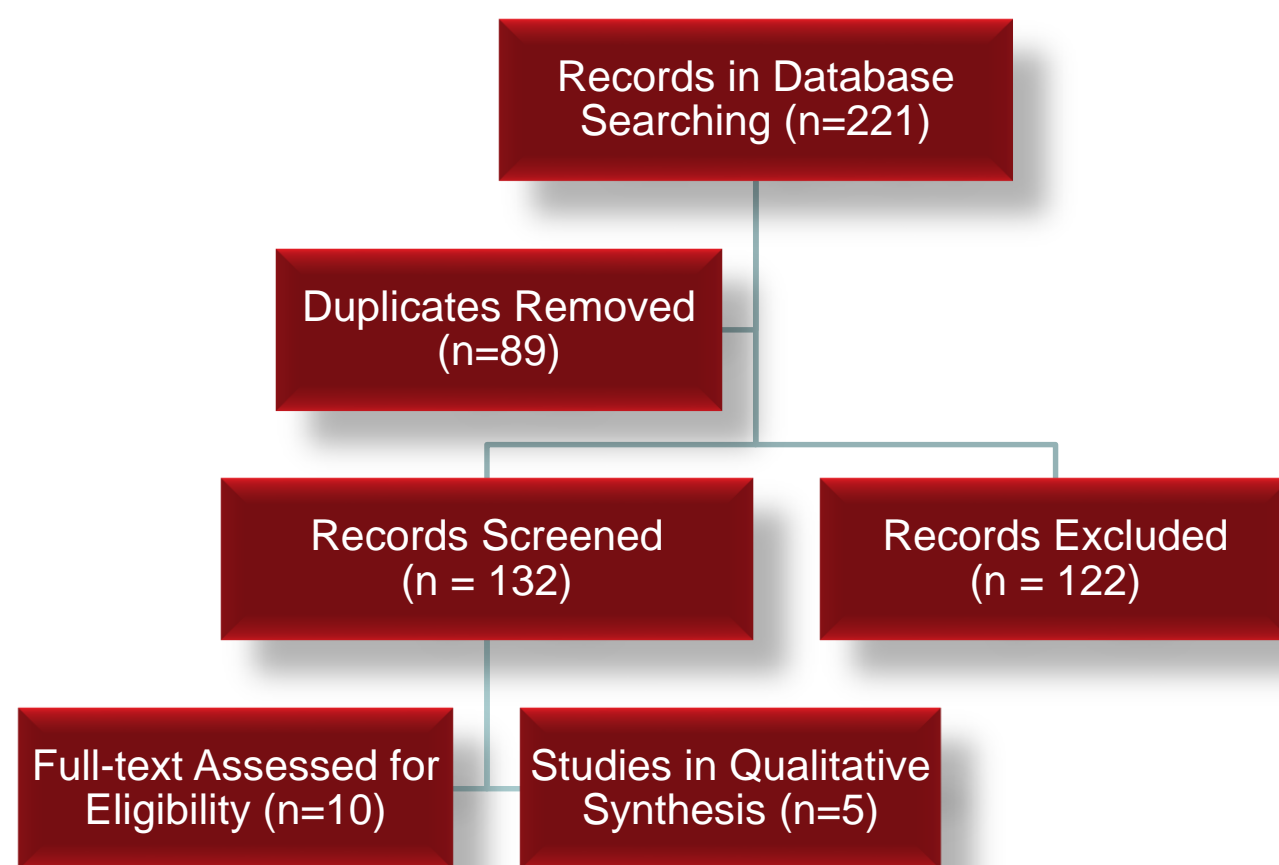 Records in Database
Searching (n=221)
Duplicates Removed
(n=89)
Records Screened
(n = 132)
Records Excluded
(n = 122)
Full-text Assessed for
Eligibility (n=10)
Studies in Qualitative
Synthesis (n=5)